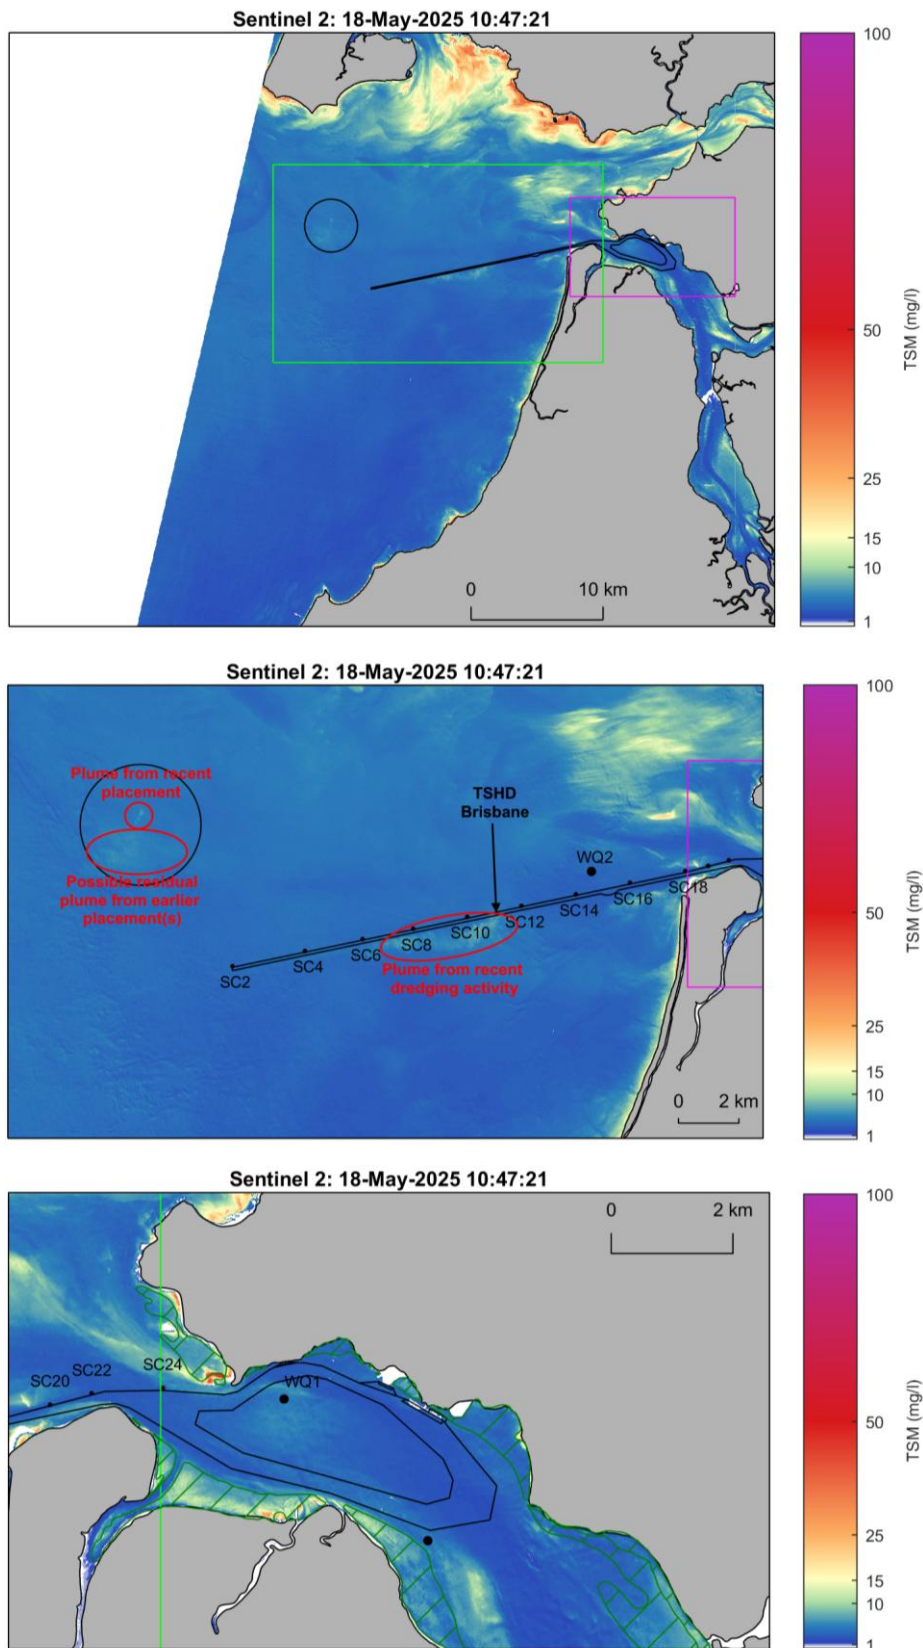 Sentinel 2: 18-May-2025 10:47:21
100
50
25
15
10
1
TSM (mg/l)
0
10 km
Sentinel 2: 18-May-2025 10:47:21
Plume from recent
placement
Possible residual
plume from earlier
placement(s)
TSHD
Brisbane
WQ2
SC18
SC16
SC14
SC12
SC10
SC8
SC6
SC4
SC2
Plume from recent
dredging activity
0
2 km
100
50
25
15
10
1
TSM (mg/l)
Sentinel 2: 18-May-2025 10:47:21
0
2 km
SC20
SC22
SC24
WQ1
100
50
25
15
10
1
TSM (mg/l)